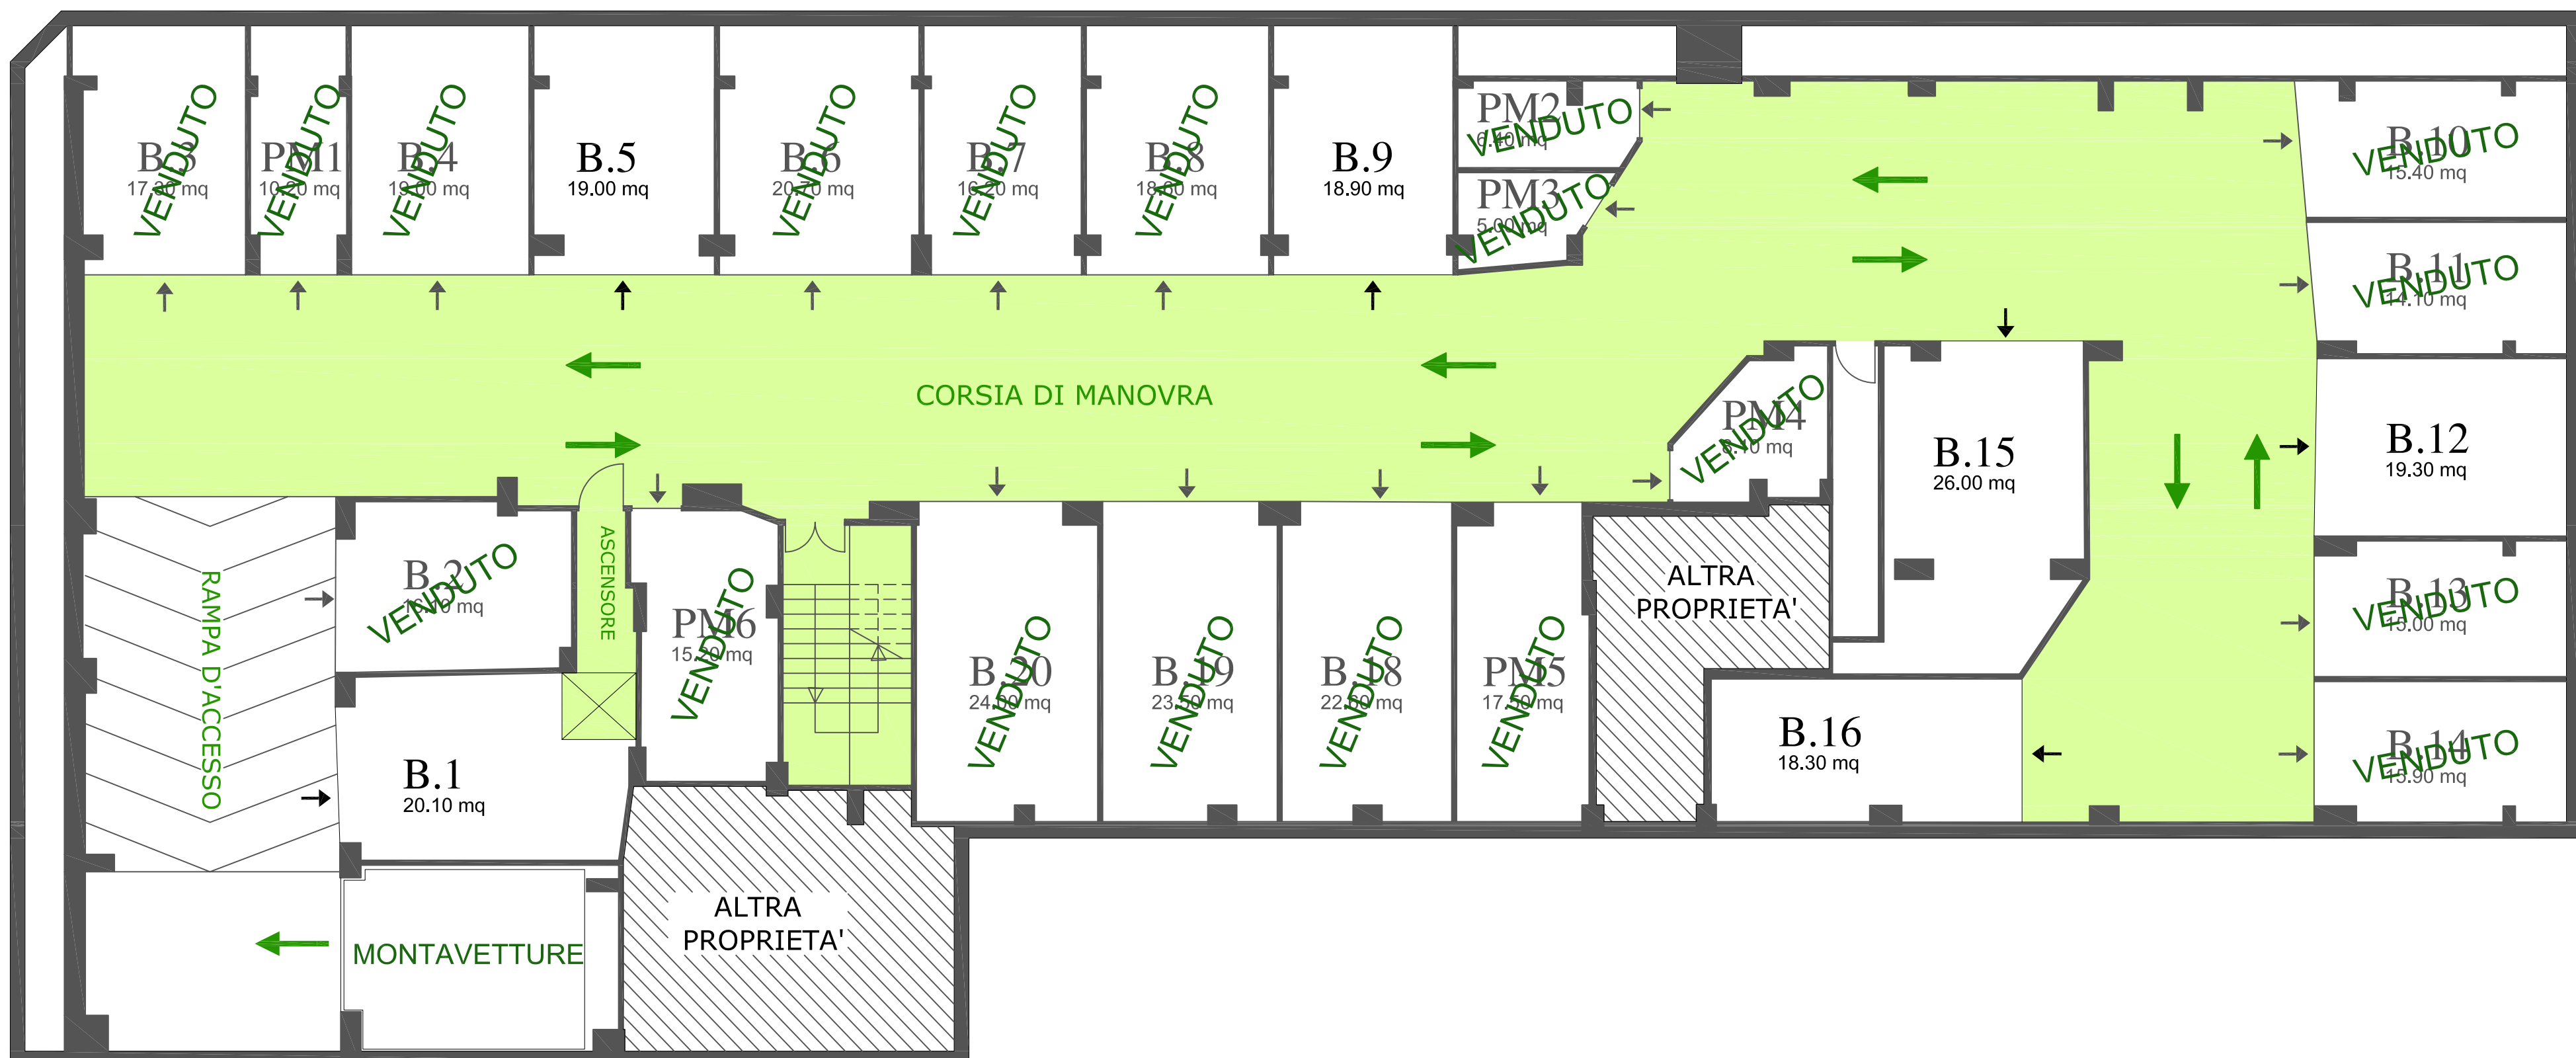 B.3
17.30 mq
VENDUTO
PM1
10.20 mq
VENDUTO
B.4
19.00 mq
VENDUTO
B.5
19.00 mq
B.6
20.70 mq
VENDUTO
B.7
16.20 mq
VENDUTO
B.8
18.60 mq
VENDUTO
B.9
18.90 mq
PM2
6.40 mq
VENDUTO
PM3
5.00 mq
VENDUTO
B.10
15.40 mq
VENDUTO
B.11
14.10 mq
VENDUTO
CORSIA DI MANOVRA
PM4
VENDUTO
B.15
26.00 mq
B.12
19.30 mq
RAMPA D'ACCESSO
B.2
VENDUTO
ASCENSORE
PM6
15.20 mq
VENDUTO
B.20
24.00 mq
VENDUTO
B.19
23.50 mq
VENDUTO
B.18
VENDUTO
PM5
17.50 mq
VENDUTO
ALTRA
PROPRIETA'
B.13
15.00 mq
VENDUTO
B.1
20.10 mq
B.16
18.30 mq
B.14
15.90 mq
VENDUTO
MONTAVETTURE
ALTRA
PROPRIETA'